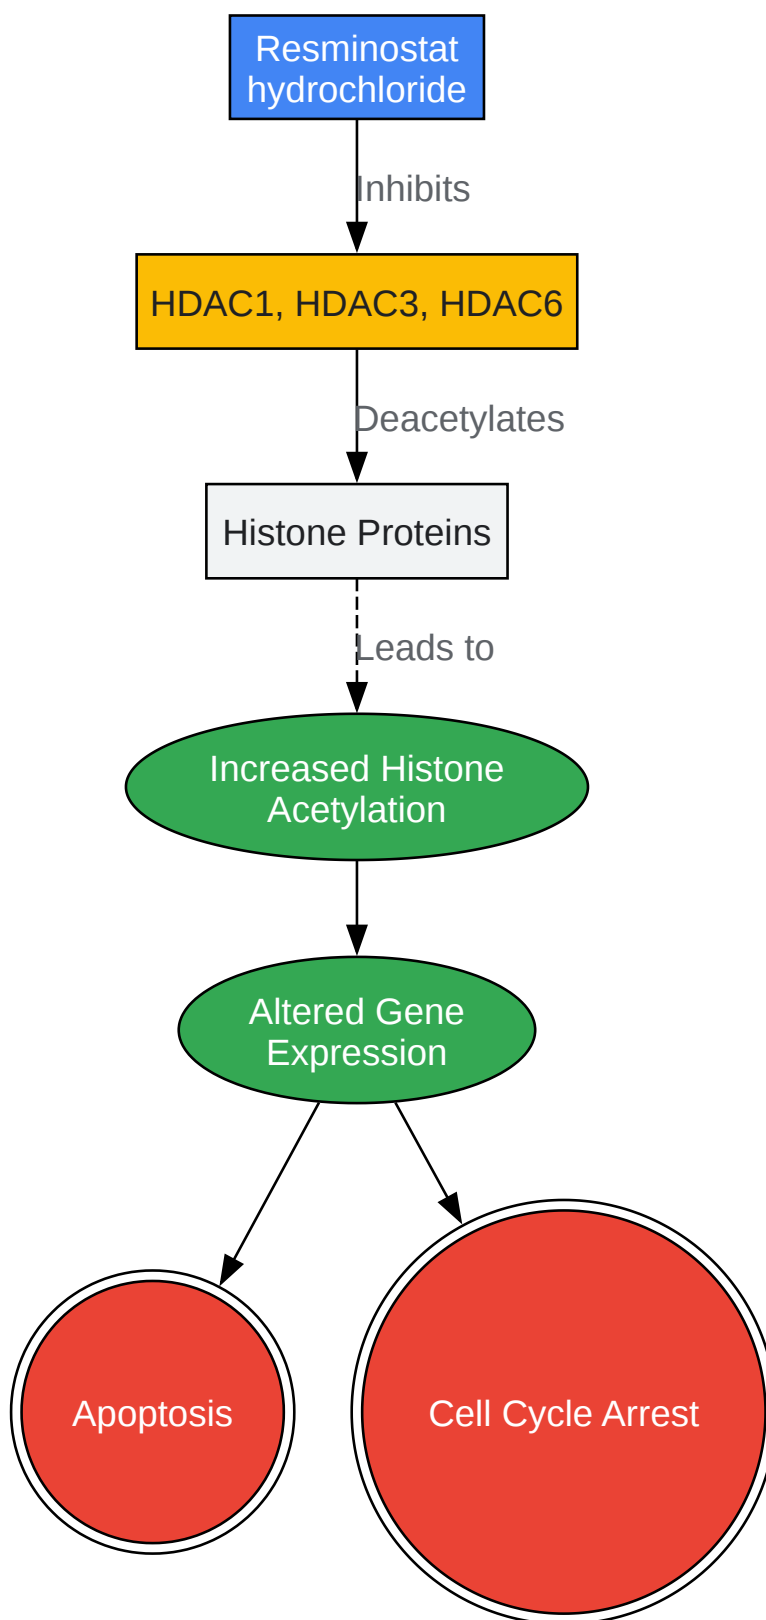 Resminostat
hydrochloride
Inhibits
HDAC1, HDAC3, HDAC6
Deacetylates
Histone Proteins
Leads to
Increased Histone
Acetylation
Altered Gene
Expression
Apoptosis
Cell Cycle Arrest